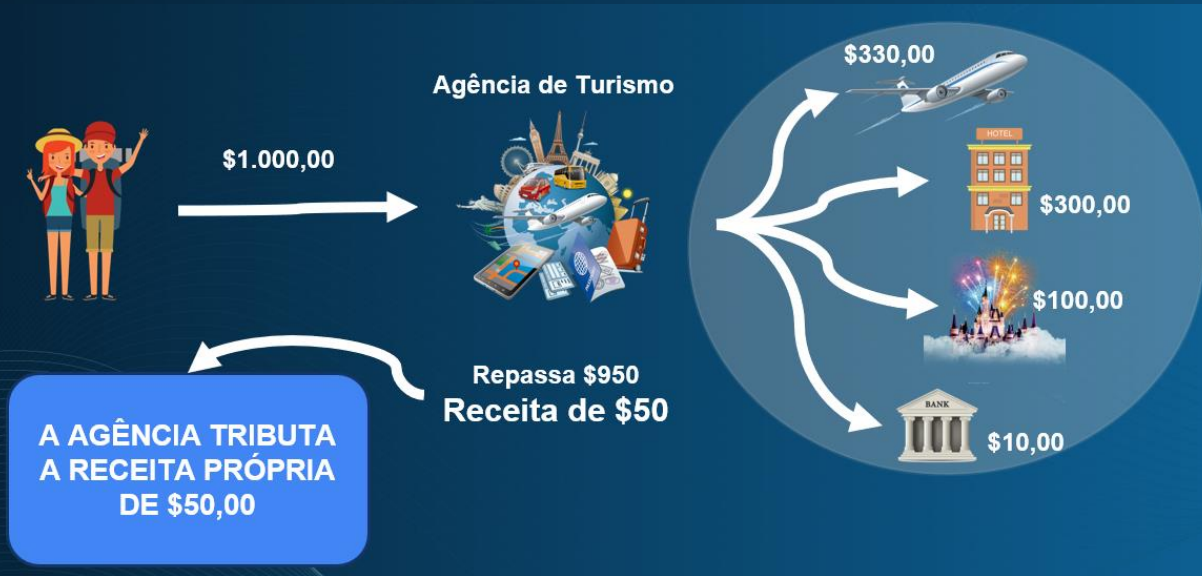 $330,00
Agência de Turismo
HOTEL
$1.000,00
$300,00
$100,00
Repassa $950
Receita de $50
BANK
$10,00
A AGÊNCIA TRIBUTA
A RECEITA PRÓPRIA
DE $50,00